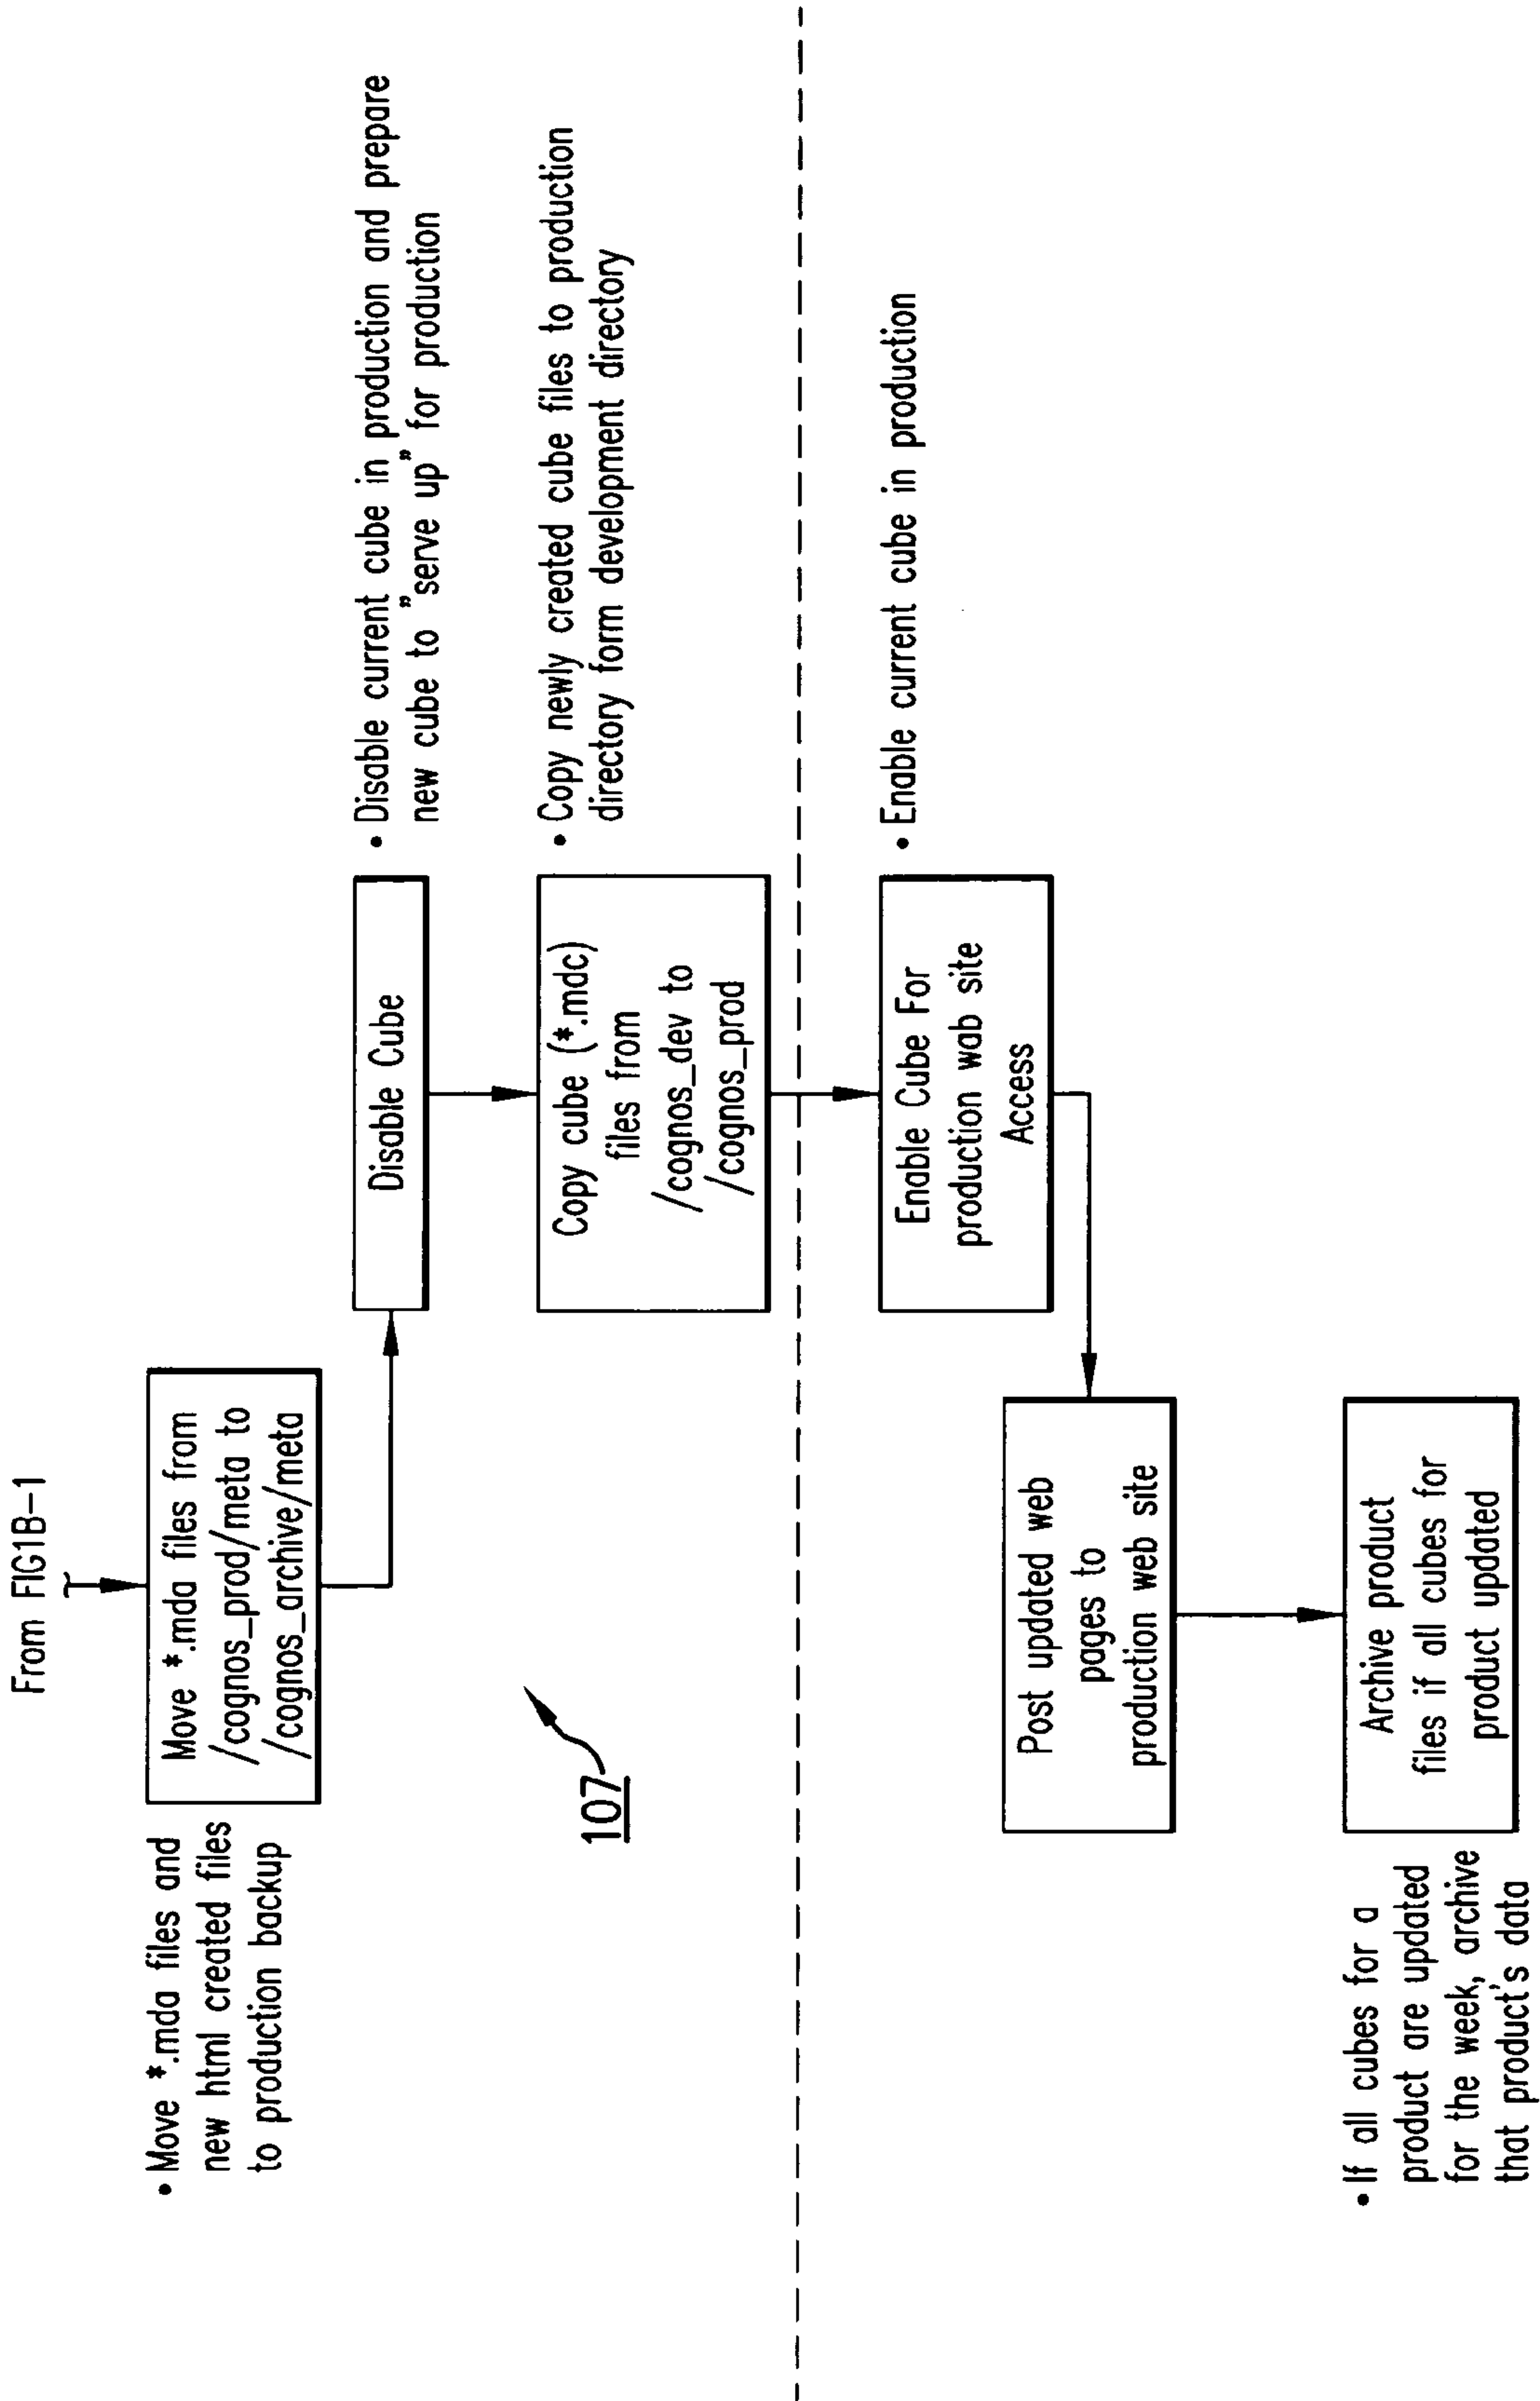 From FIG1B-1
• Move *.mda files and
new html created files
to production backup
Move *.mda files from
/cognos_prod/meta to
/cognos_archive/meta
Disable Cube
• Disable current cube in production and prepare
new cube to "serve up" for production
Copy cube (*.mdc)
files from
/cognos_dev to
/cognos_prod
• Copy newly created cube files to production
directory form development directory
107
Enable Cube For
production wab site
Access
• Enable current cube in production
Post updated web
pages to
production web site
• If all cubes for a
product are updated
for the week, archive
that product's data
Archive product
files if all cubes for
product updated